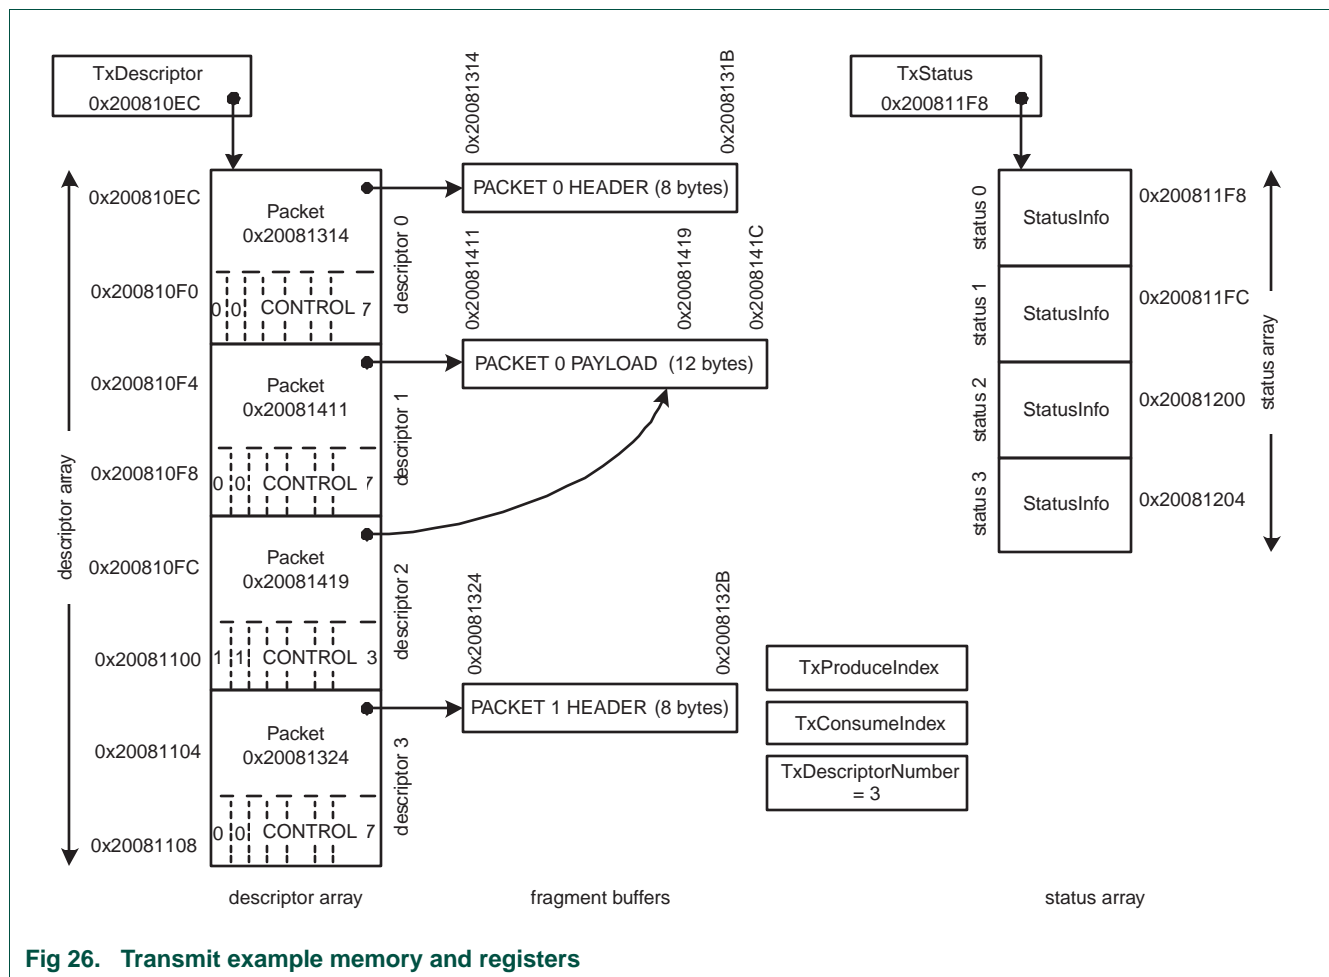 TxDescriptor
0x200810EC
0x20081314
0x2008131B
TxStatus
0x200811F8
0x200810EC
Packet
0x20081314
0x200810F0
0 0 CONTROL 7
descriptor 0
PACKET 0 HEADER (8 bytes)
0x20081411
0x20081419
0x2008141C
0x200810F4
Packet
0x20081411
0x200810F8
0 0 CONTROL 7
descriptor 1
PACKET 0 PAYLOAD (12 bytes)
descriptor array
0x200810FC
Packet
0x20081419
0x20081100
1 1 CONTROL 3
descriptor 2
0x20081324
0x2008132B
0x20081104
Packet
0x20081324
0x20081108
0 0 CONTROL 7
descriptor 3
PACKET 1 HEADER (8 bytes)
status 0
StatusInfo
0x200811F8
status 1
StatusInfo
0x200811FC
status 2
StatusInfo
0x20081200
status 3
StatusInfo
0x20081204
status array
TxProduceIndex
TxConsumeIndex
TxDescriptorNumber
= 3
descriptor array
fragment buffers
status array
Fig 26. Transmit example memory and registers